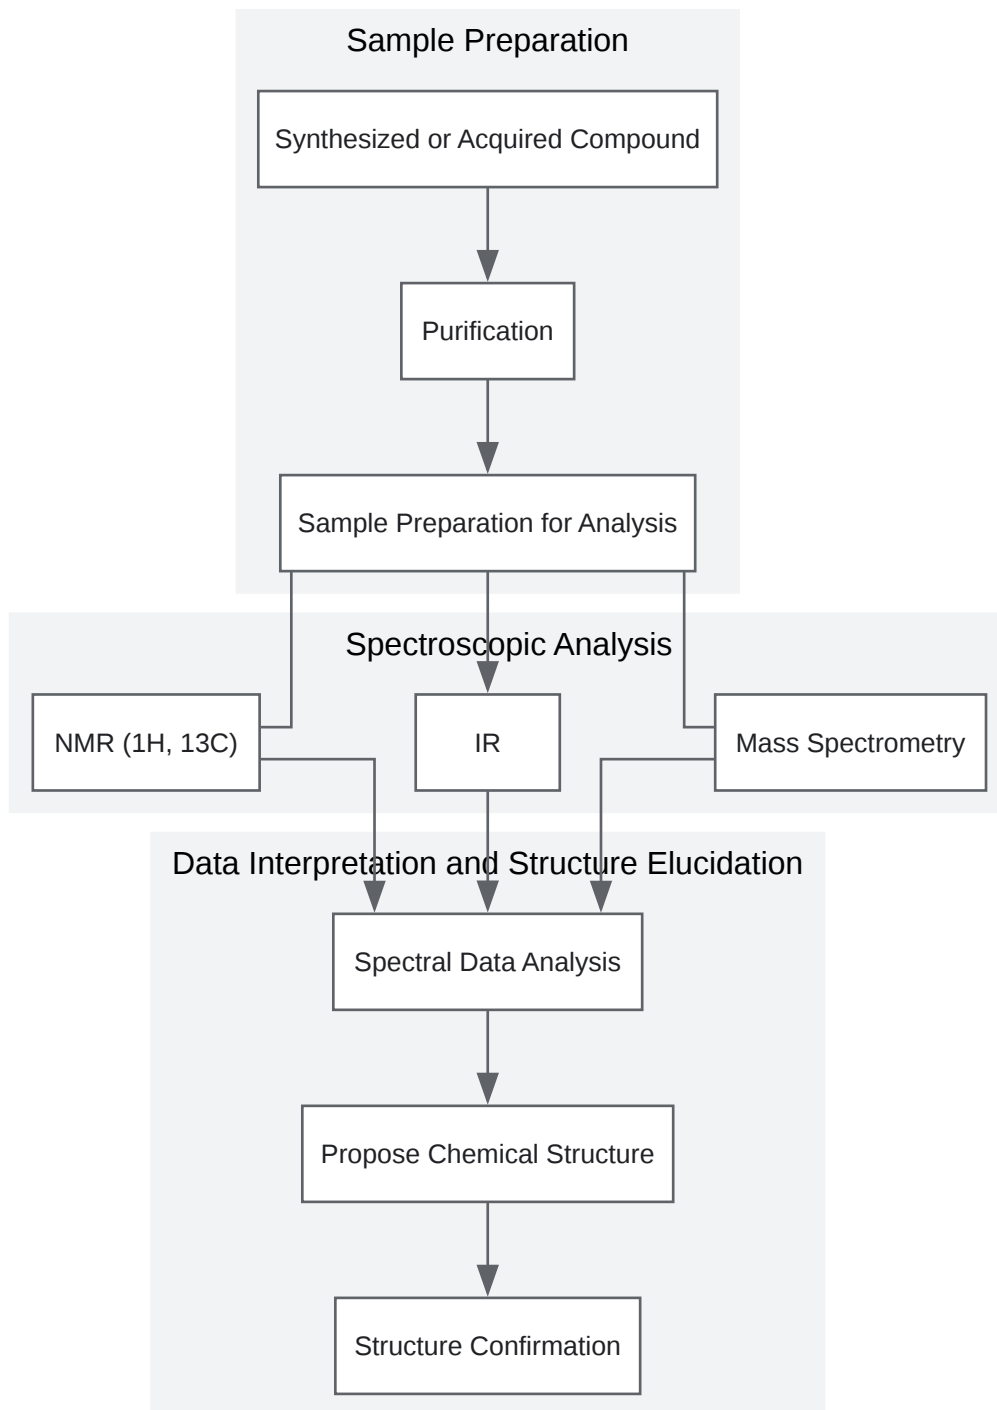 Sample Preparation
Synthesized or Acquired Compound
Purification
Sample Preparation for Analysis
Spectroscopic Analysis
NMR (1H, 13C)
IR
Mass Spectrometry
Data Interpretation and Structure Elucidation
Spectral Data Analysis
Propose Chemical Structure
Structure Confirmation